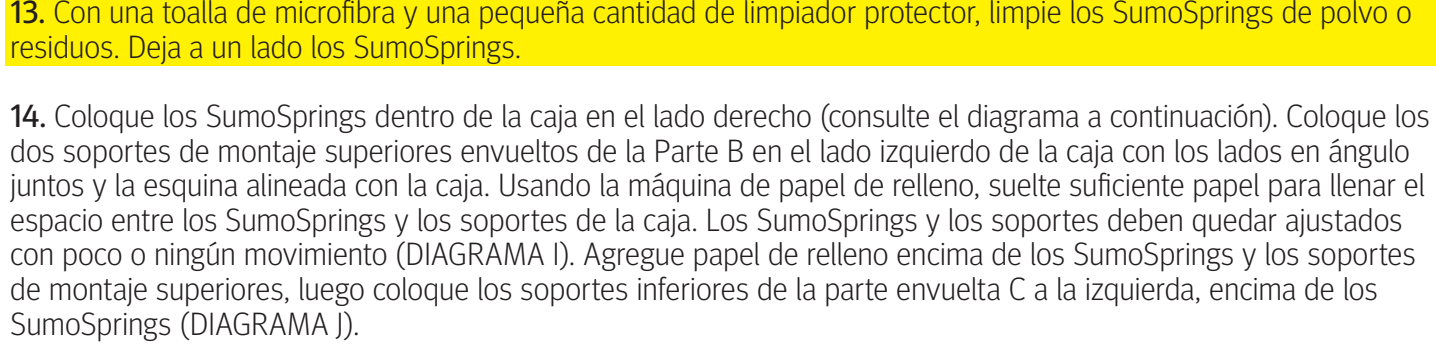 13. Con una toalla de microfibra y una pequeña cantidad de limpiador protector, limpie los SumoSprings de polvo o
residuos. Deja a un lado los SumoSprings.
14. Coloque los SumoSprings dentro de la caja en el lado derecho (consulte el diagrama a continuación). Coloque los
dos soportes de montaje superiores envueltos de la Parte B en el lado izquierdo de la caja con los lados en ángulo
juntos y la esquina alineada con la caja. Usando la máquina de papel de relleno, suelte suficiente papel para llenar el
espacio entre los SumoSprings y los soportes de la caja. Los SumoSprings y los soportes deben quedar ajustados
con poco o ningún movimiento (DIAGRAMA I). Agregue papel de relleno encima de los SumoSprings y los soportes
de montaje superiores, luego coloque los soportes inferiores de la parte envuelta C a la izquierda, encima de los
SumoSprings (DIAGRAMA J).